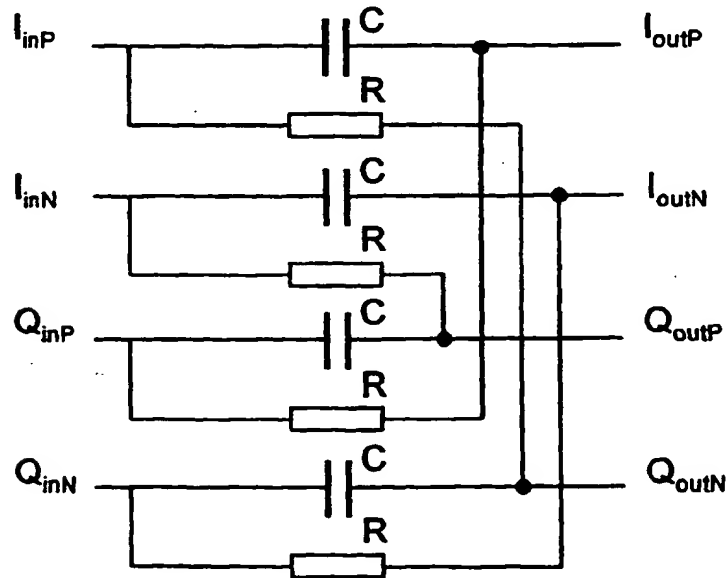 I_inP C I_outP
R
I_inN C I_outN
R
Q_inP C Q_outP
R
Q_inN C Q_outN
R